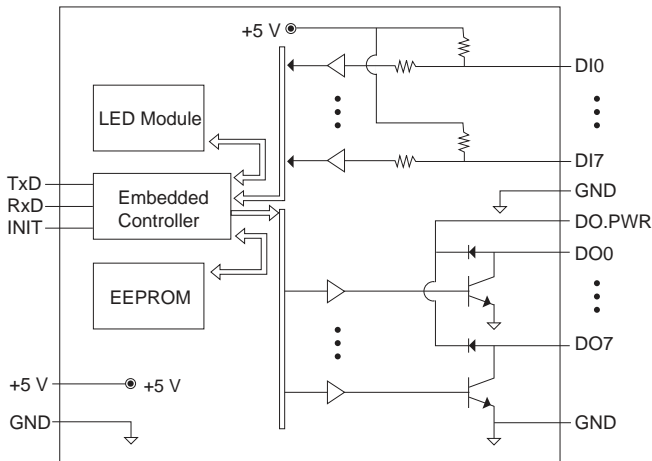 +5 V
DI0
LED Module
DI7
TxD
RxD
INIT
Embedded
Controller
GND
DO.PWR
DO0
EEPROM
DO7
+5 V
+5 V
GND
GND